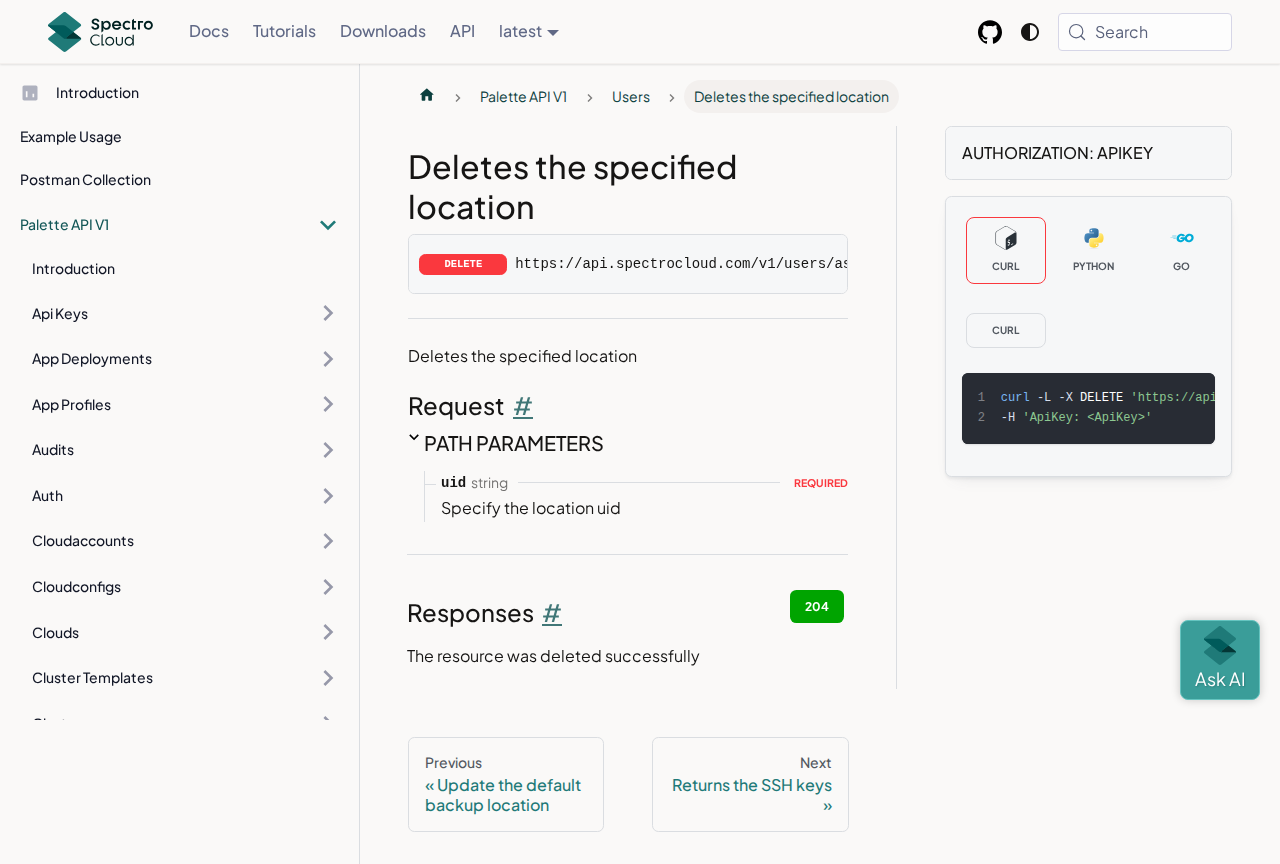 Spectro Cloud
Docs
Tutorials
Downloads
API
latest
Search
Introduction
Example Usage
Postman Collection
Palette API V1
Introduction
Api Keys
App Deployments
App Profiles
Audits
Auth
Cloudaccounts
Cloudconfigs
Clouds
Cluster Templates
Palette API V1
Users
Deletes the specified location
Deletes the specified
location
DELETE https://api.spectrocloud.com/v1/users/as
Deletes the specified location
Request #
PATH PARAMETERS
uid string REQUIRED
Specify the location uid
Responses #
204
The resource was deleted successfully
Previous
« Update the default
backup location
Next
Returns the SSH keys
»
AUTHORIZATION: APIKEY
CURL
PYTHON
GO
CURL
1 curl -L -X DELETE 'https://api
2 -H 'ApiKey: <ApiKey>'
Ask AI